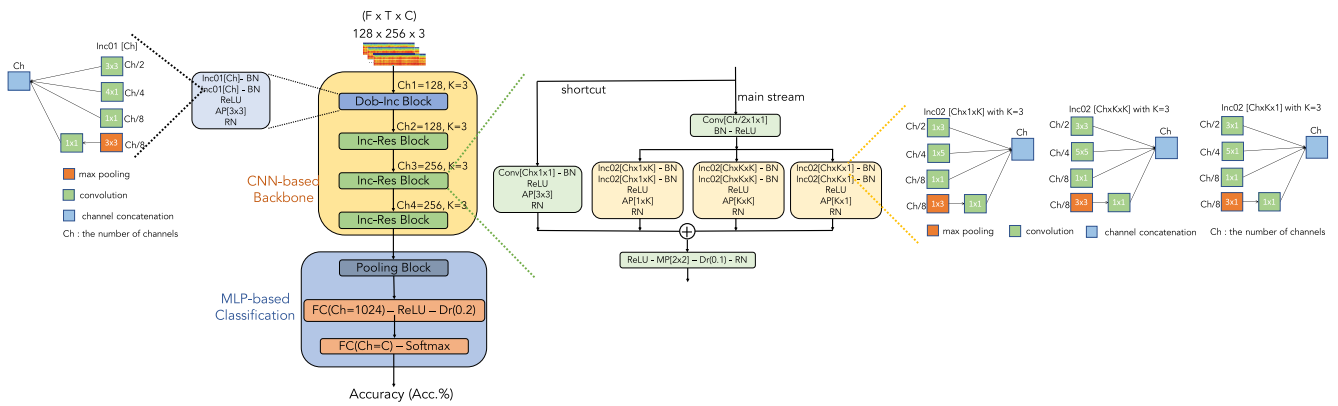 Inc01 [Ch]
Ch
3x3
Ch/2
4x1
Ch/4
1x1
Ch/8
1x1
3x3
Ch/8
max pooling
convolution
channel concatenation
Ch : the number of channels
Inc01[Ch]- BN
Inc01[Ch] - BN
ReLU
AP[3x3]
RN
(F x T x C)
128 x 256 x 3
Ch1=128, K=3
Dob-Inc Block
Ch2=128, K=3
Inc-Res Block
Ch3=256, K=3
Inc-Res Block
Ch4=256, K=3
Inc-Res Block
CNN-based
Backbone
Pooling Block
MLP-based
Classification
FC(Ch=1024) – ReLU – Dr(0.2)
FC(Ch=C) – Softmax
Accuracy (Acc.%)
shortcut
main stream
Conv[Ch/2x1x1]
BN - ReLU
Conv[Chx1x1] - BN
ReLU
AP[3x3]
RN
Inc02[Chx1xK] - BN
Inc02[Chx1xK] - BN
ReLU
AP[1xK]
RN
Inc02[ChxKxK] - BN
Inc02[ChxKxK] - BN
ReLU
AP[KxK]
RN
Inc02[ChxKx1] - BN
Inc02[ChxKx1] - BN
ReLU
AP[Kx1]
RN
ReLU - MP[2x2] – Dr(0.1) - RN
Inc02 [Chx1xK] with K=3
Ch/2
1x3
Ch
Ch/4
1x5
Ch/8
1x1
Ch/8
1x3
1x1
Inc02 [ChxKxK] with K=3
Ch/2
3x3
Ch
Ch/4
5x5
Ch/8
1x1
Ch/8
3x3
1x1
Inc02 [ChxKx1] with K=3
Ch/2
3x1
Ch
Ch/4
5x1
Ch/8
1x1
Ch/8
3x1
1x1
max pooling
convolution
channel concatenation
Ch : the number of channels